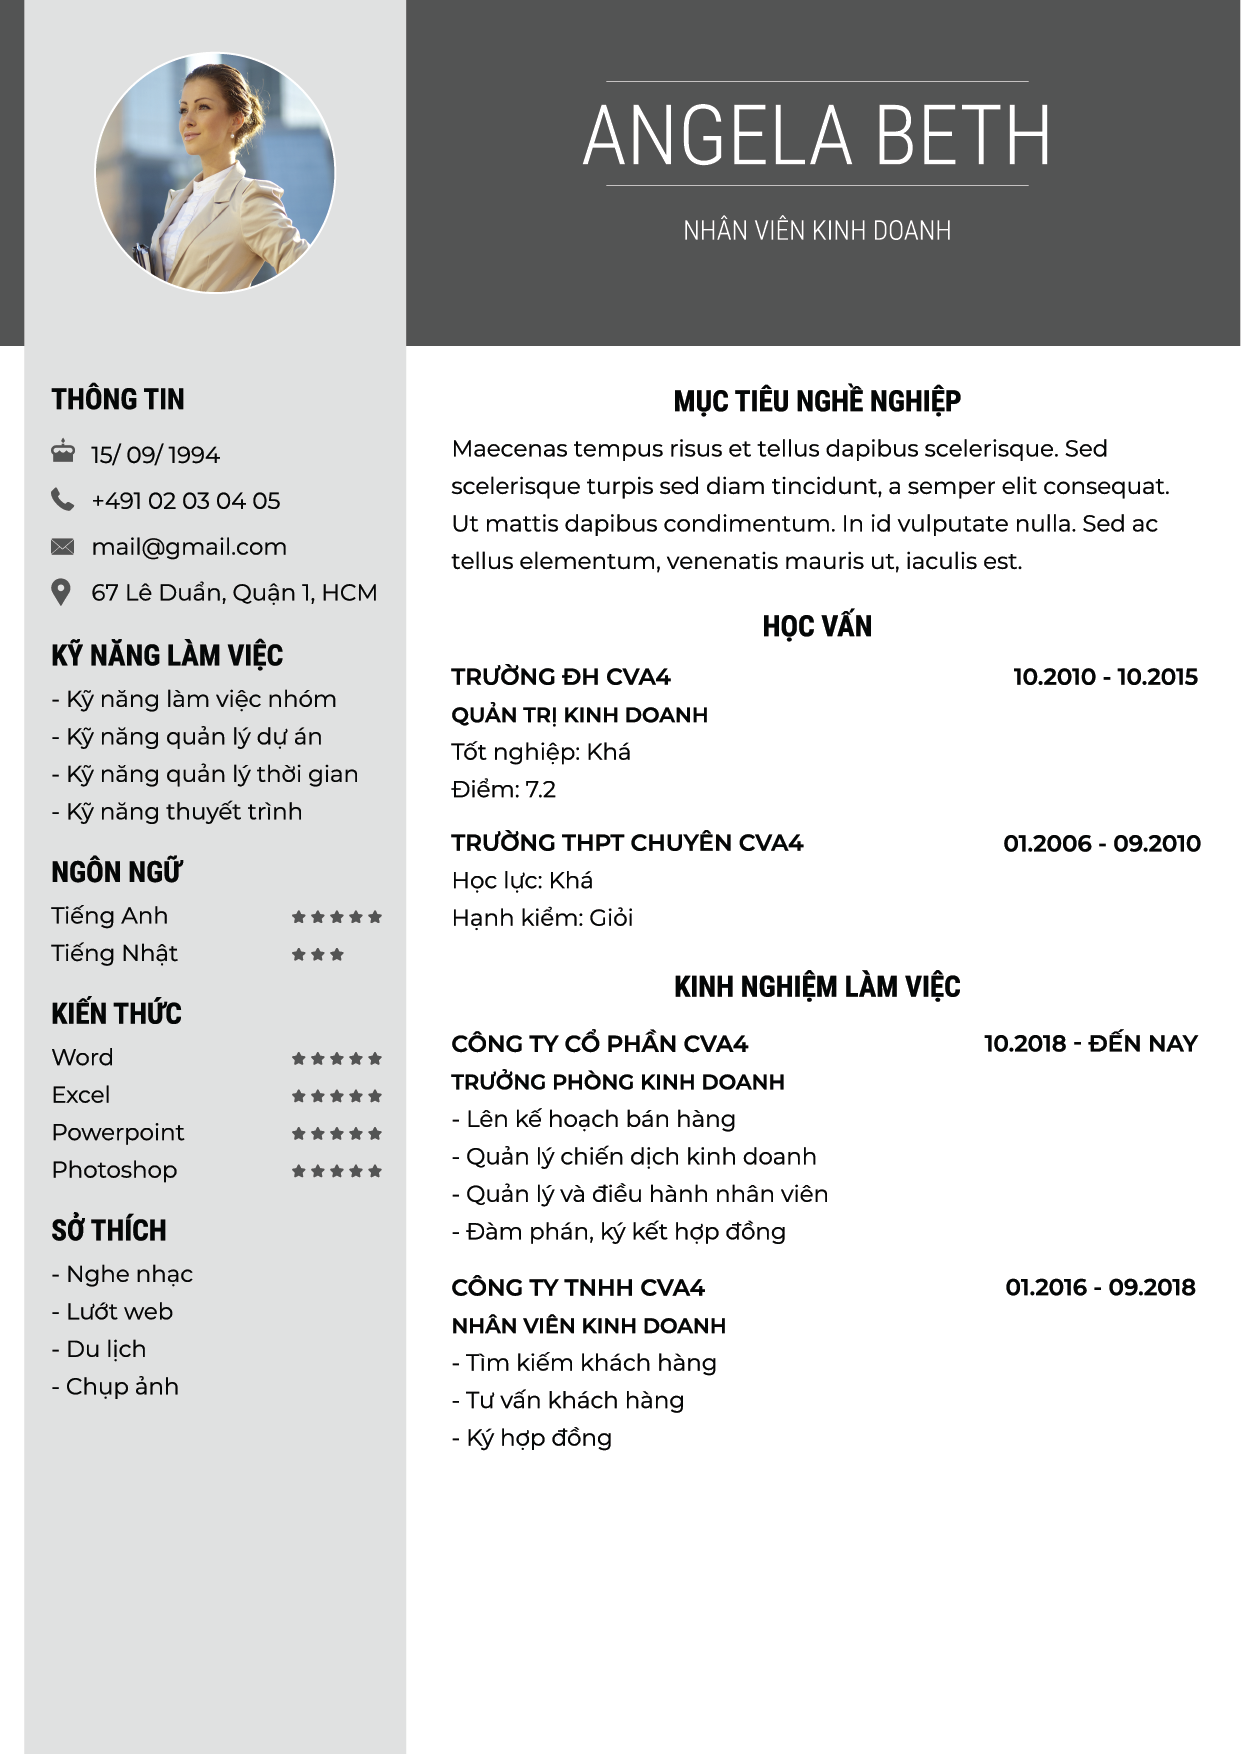 ANGELA BETH
NHÂN VIÊN KINH DOANH
THÔNG TIN
15/ 09/ 1994
+491 02 03 04 05
mail@gmail.com
67 Lê Duẩn, Quận 1, HCM
KỸ NĂNG LÀM VIỆC
- Kỹ năng làm việc nhóm
- Kỹ năng quản lý dự án
- Kỹ năng quản lý thời gian
- Kỹ năng thuyết trình
NGÔN NGỮ
Tiếng Anh
Tiếng Nhật
KIẾN THỨC
Word
Excel
Powerpoint
Photoshop
SỞ THÍCH
- Nghe nhạc
- Lướt web
- Du lịch
- Chụp ảnh
MỤC TIÊU NGHỀ NGHIỆP
Maecenas tempus risus et tellus dapibus scelerisque. Sed
scelerisque turpis sed diam tincidunt, a semper elit consequat.
Ut mattis dapibus condimentum. In id vulputate nulla. Sed ac
tellus elementum, venenatis mauris ut, iaculis est.
HỌC VẤN
TRƯỜNG ĐH CVA4 10.2010 - 10.2015
QUẢN TRỊ KINH DOANH
Tốt nghiệp: Khá
Điểm: 7.2
TRƯỜNG THPT CHUYÊN CVA4 01.2006 - 09.2010
Học lực: Khá
Hạnh kiểm: Giỏi
KINH NGHIỆM LÀM VIỆC
CÔNG TY CỔ PHẦN CVA4 10.2018 - ĐẾN NAY
TRƯỞNG PHÒNG KINH DOANH
- Lên kế hoạch bán hàng
- Quản lý chiến dịch kinh doanh
- Quản lý và điều hành nhân viên
- Đàm phán, ký kết hợp đồng
CÔNG TY TNHH CVA4 01.2016 - 09.2018
NHÂN VIÊN KINH DOANH
- Tìm kiếm khách hàng
- Tư vấn khách hàng
- Ký hợp đồng